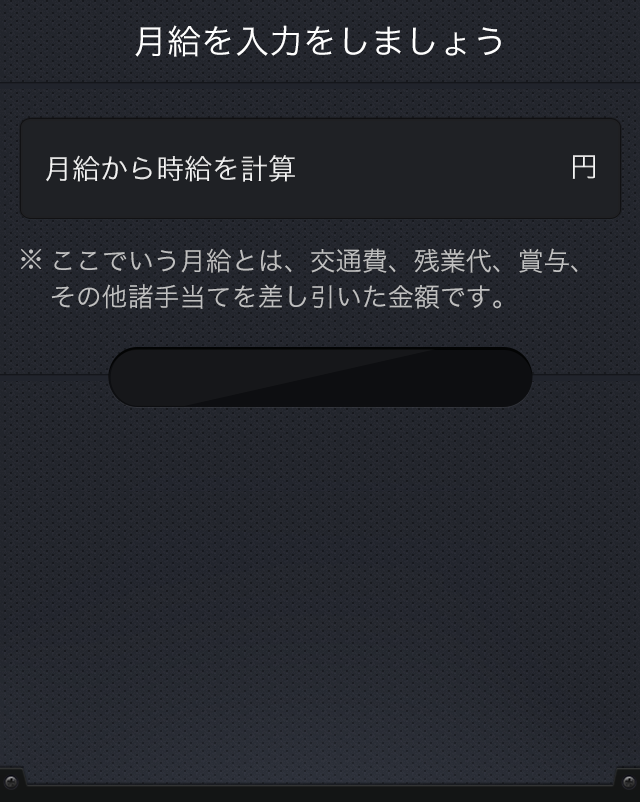 月給を入力をしましょう
月給から時給を計算 円
※ ここでいう月給とは、交通費、残業代、賞与、
その他諸手当てを差し引いた金額です。